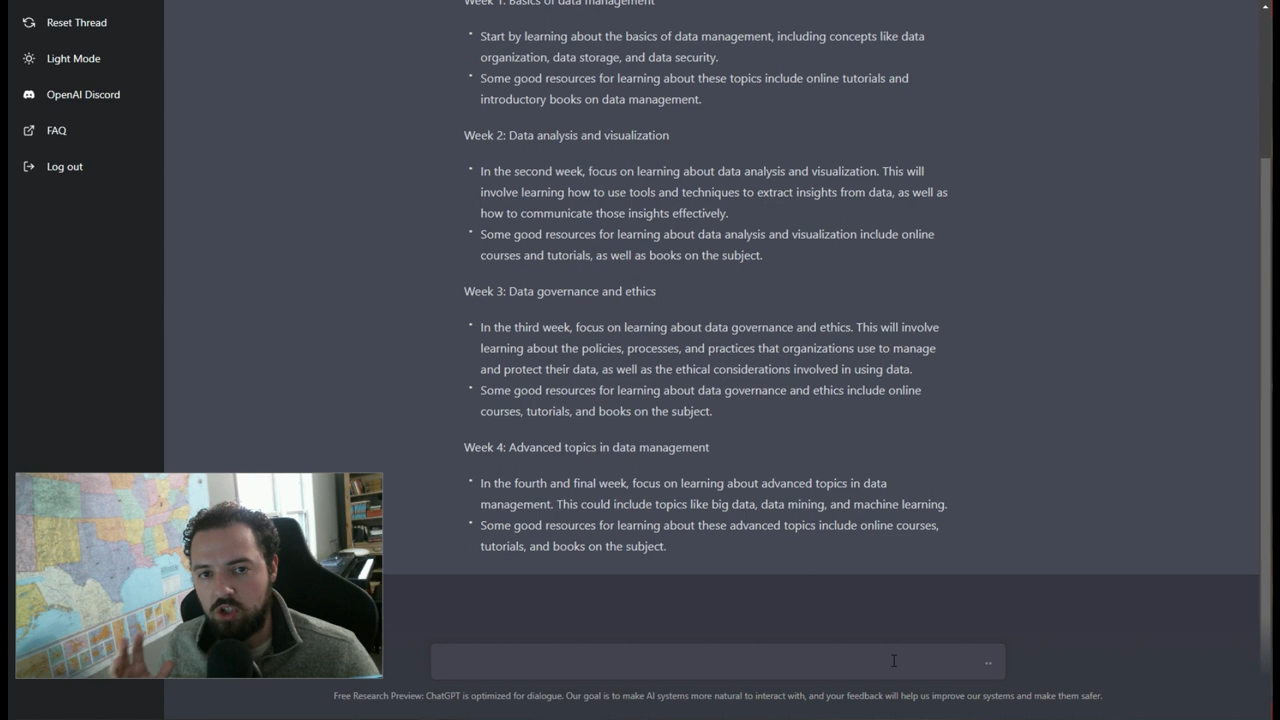 Reset Thread
Light Mode
OpenAI Discord
FAQ
Log out
Week 1: Basics of data management
Start by learning about the basics of data management, including concepts like data
organization, data storage, and data security.
Some good resources for learning about these topics include online tutorials and
introductory books on data management.
Week 2: Data analysis and visualization
In the second week, focus on learning about data analysis and visualization. This will
involve learning how to use tools and techniques to extract insights from data, as well as
how to communicate those insights effectively.
Some good resources for learning about data analysis and visualization include online
courses and tutorials, as well as books on the subject.
Week 3: Data governance and ethics
In the third week, focus on learning about data governance and ethics. This will involve
learning about the policies, processes, and practices that organizations use to manage
and protect their data, as well as the ethical considerations involved in using data.
Some good resources for learning about data governance and ethics include online
courses, tutorials, and books on the subject.
Week 4: Advanced topics in data management
In the fourth and final week, focus on learning about advanced topics in data
management. This could include topics like big data, data mining, and machine learning.
Some good resources for learning about these advanced topics include online courses,
tutorials, and books on the subject.
Free Research Preview: ChatGPT is optimized for dialogue. Our goal is to make AI systems more natural to interact with, and your feedback will help us improve our systems and make them safer.